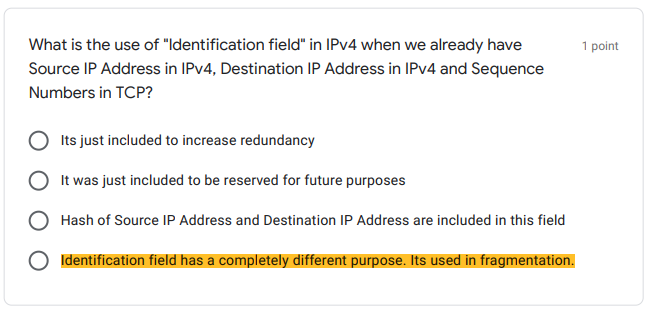 What is the use of "Identification field" in IPv4 when we already have
1 point
Source IP Address in IPv4, Destination IP Address in IPv4 and Sequence
Numbers in TCP?
Its just included to increase redundancy
It was just included to be reserved for future purposes
Hash of Source IP Address and Destination IP Address are included in this field
Identification field has a completely different purpose. Its used in fragmentation.